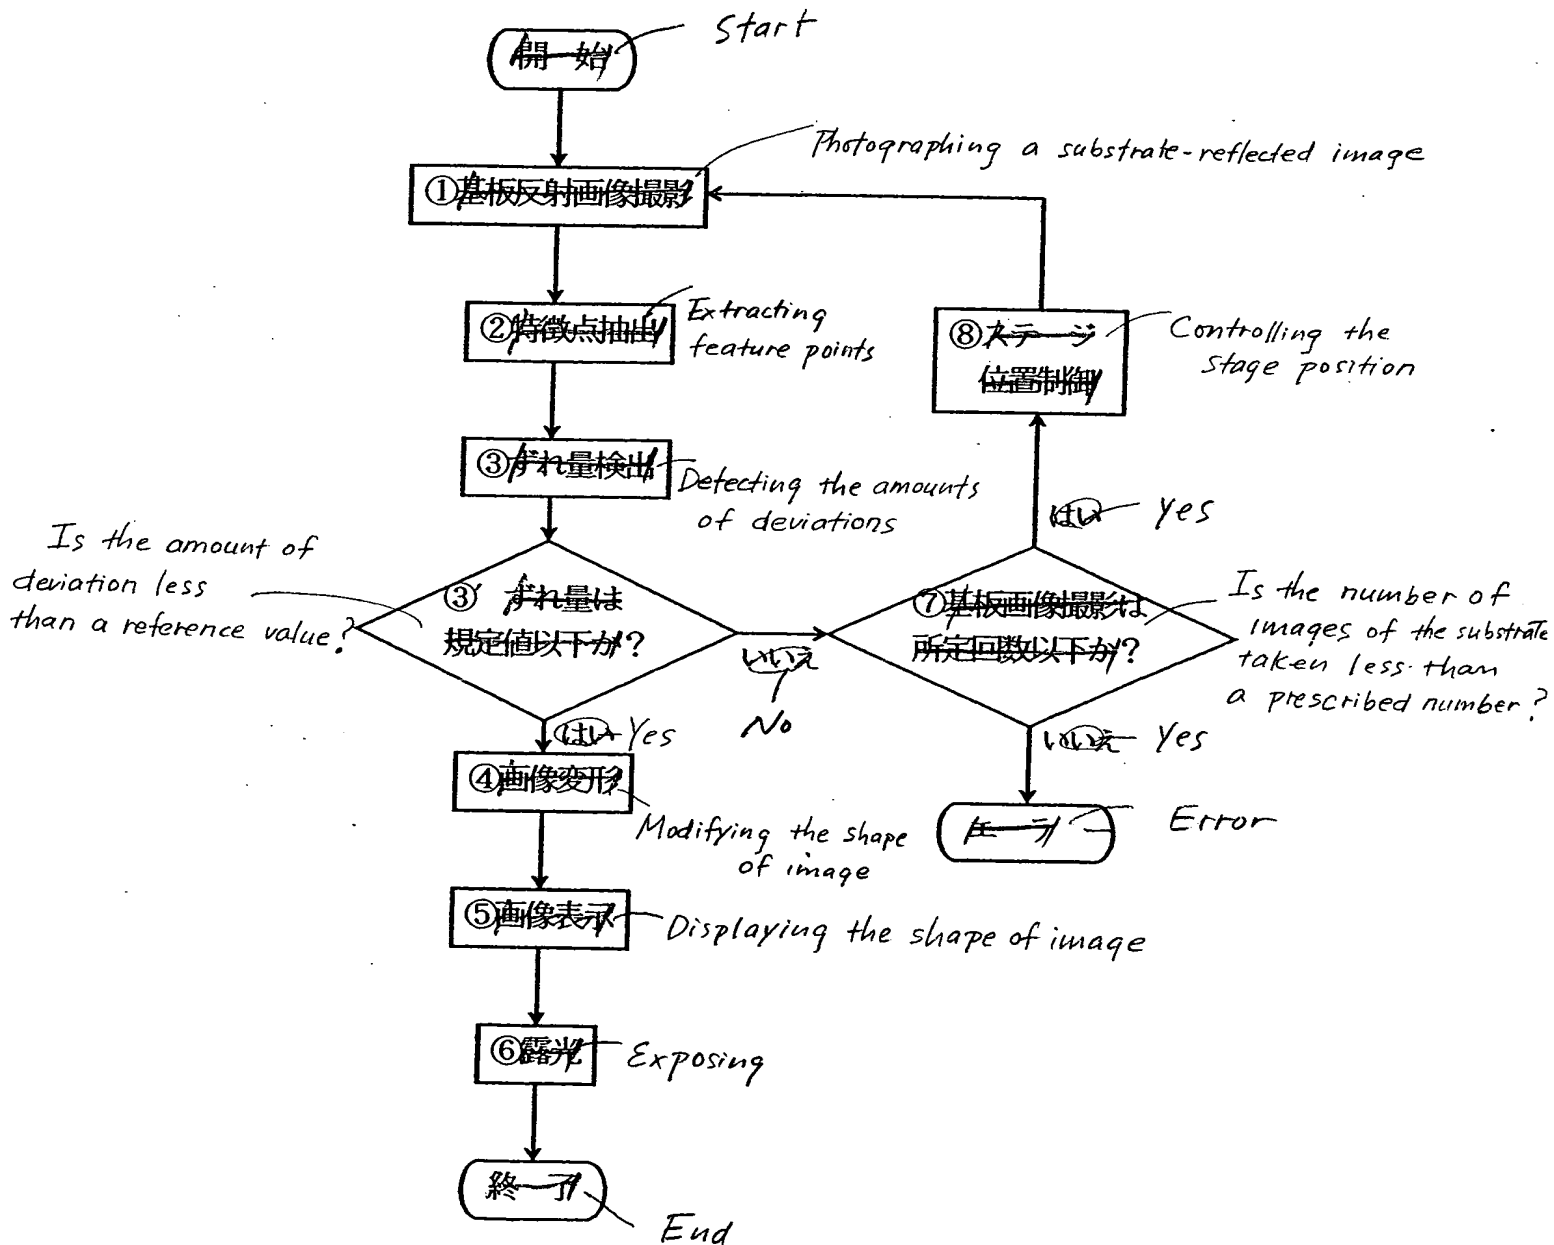 開始
Start
Photographing a substrate-reflected image
①基板反射画像撮影
②特徴点抽出
Extracting
feature points
⑧ステージ
位置制御
Controlling the
stage position
③ずれ量検出
Detecting the amounts
of deviations
はい Yes
Is the amount of
deviation less
than a reference value?
③' ずれ量は
規定値以下か?
いいえ
No
⑦基板画像撮影は
所定回数以下か?
Is the number of
images of the substrate
taken less than
a prescribed number?
はい Yes
いいえ Yes
④画像変形
Modifying the shape
of image
エラー
Error
⑤画像表示
Displaying the shape of image
⑥露光
Exposing
終了
End